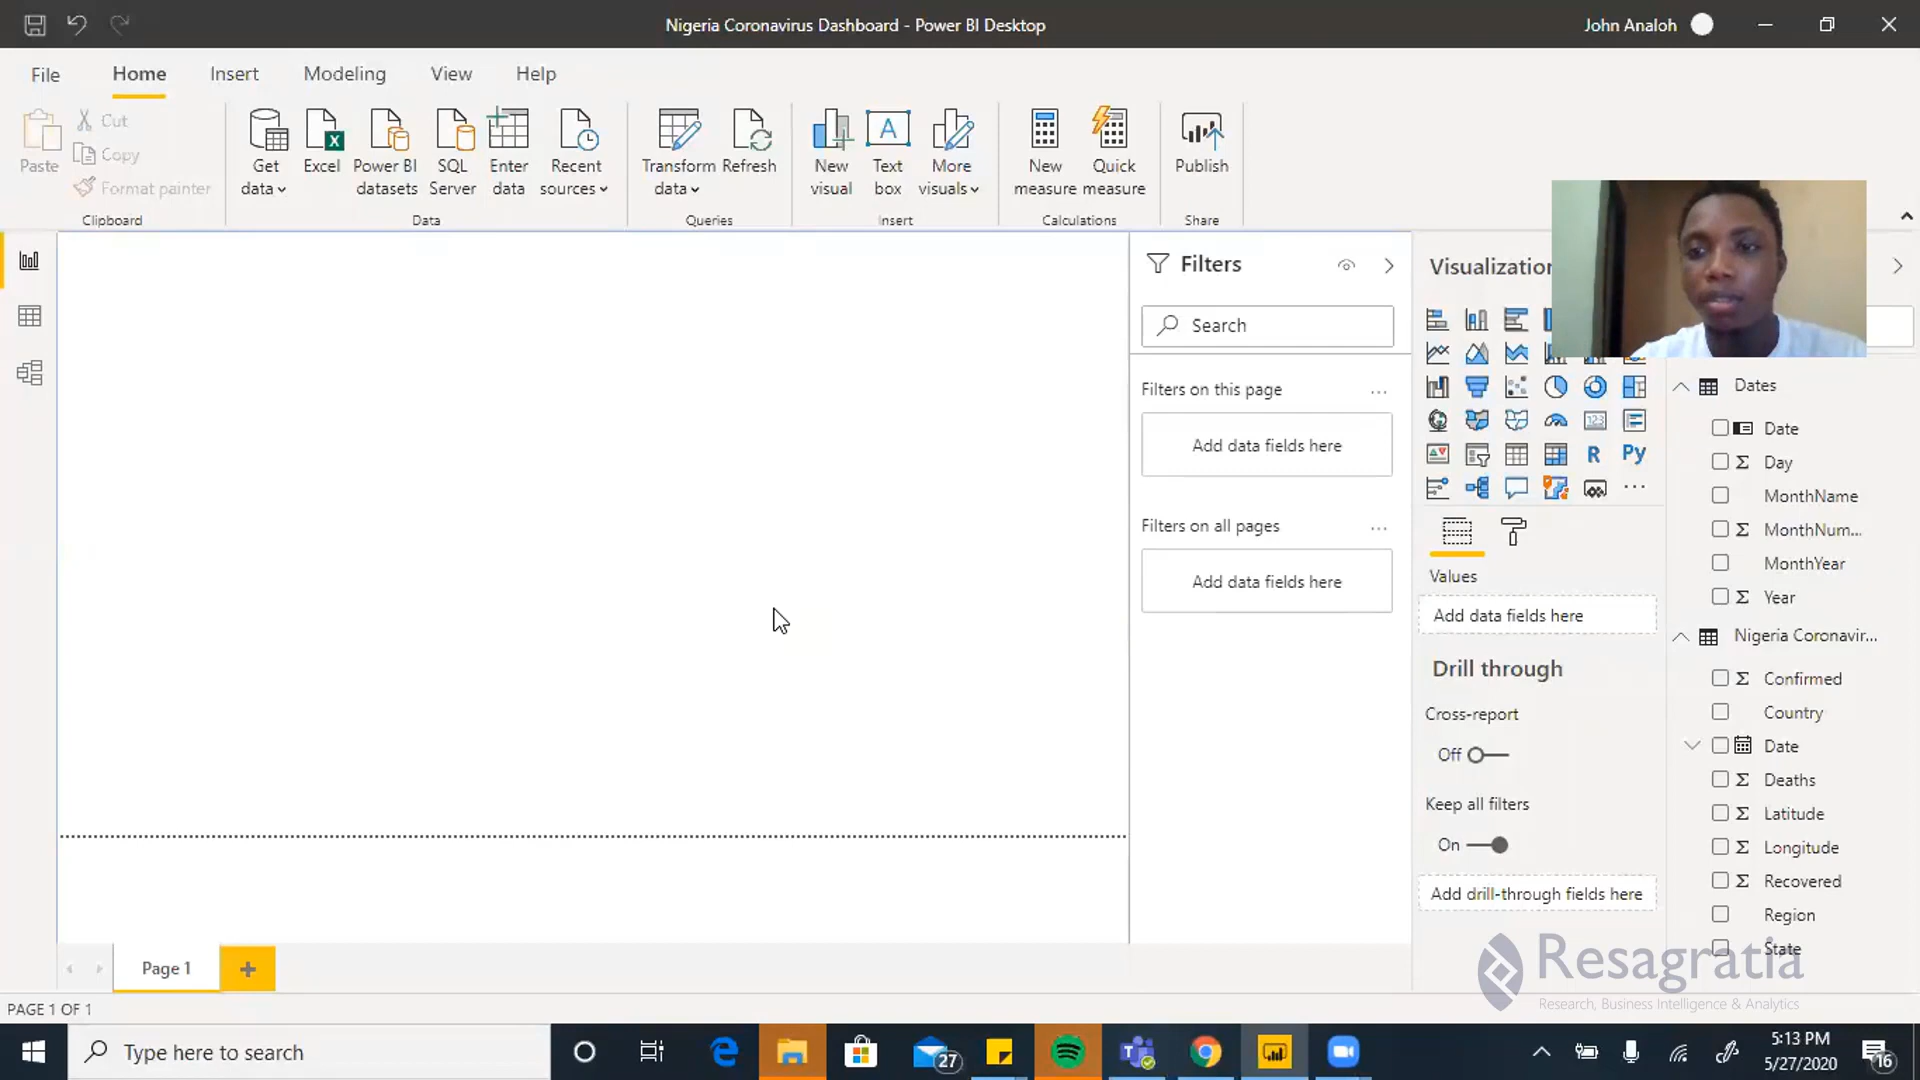 Nigeria Coronavirus Dashboard - Power BI Desktop
John Analoh
File
Home
Insert
Modeling
View
Help
Paste
Cut
Copy
Format painter
Clipboard
Get data
Excel
Power BI datasets
SQL Server
Enter data
Recent sources
Data
Transform data
Refresh
Queries
New visual
Text box
More visuals
Insert
New measure
Quick measure
Calculations
Publish
Share
Filters
Search
Filters on this page
...
Add data fields here
Filters on all pages
...
Add data fields here
Visualization
123
R
Py
...
Values
Add data fields here
Drill through
Cross-report
Off
Keep all filters
On
Add drill-through fields here
Dates
Date
Σ Day
MonthName
Σ MonthNum...
MonthYear
Σ Year
Nigeria Coronavir...
Σ Confirmed
Country
Date
Σ Deaths
Σ Latitude
Σ Longitude
Σ Recovered
Region
State
Resagratia
Research, Business Intelligence & Analytics
Page 1
+
PAGE 1 OF 1
Type here to search
27
5:13 PM
5/27/2020
16